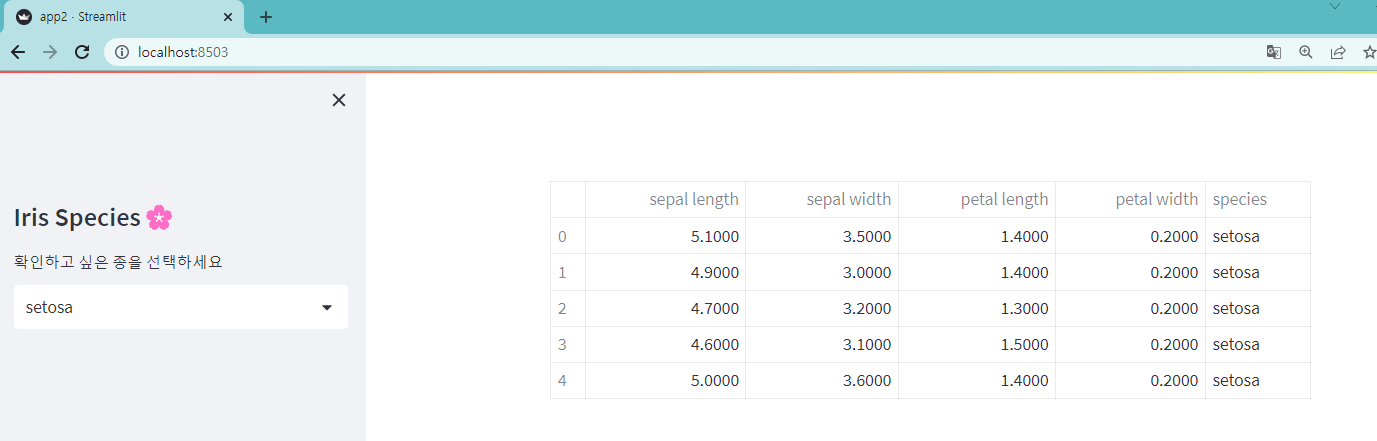 app2 · Streamlit
localhost:8503
Iris Species 🌸
확인하고 싶은 종을 선택하세요
setosa
sepal length sepal width petal length petal width species
0 5.1000 3.5000 1.4000 0.2000 setosa
1 4.9000 3.0000 1.4000 0.2000 setosa
2 4.7000 3.2000 1.3000 0.2000 setosa
3 4.6000 3.1000 1.5000 0.2000 setosa
4 5.0000 3.6000 1.4000 0.2000 setosa